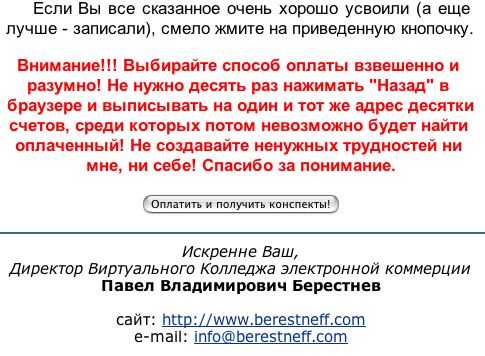 Если Вы все сказанное очень хорошо усвоили (а еще
лучше - записали), смело жмите на приведенную кнопочку.
Внимание!!! Выбирайте способ оплаты взвешенно и
разумно! Не нужно десять раз нажимать "Назад" в
браузере и выписывать на один и тот же адрес десятки
счетов, среди которых потом невозможно будет найти
оплаченный! Не создавайте ненужных трудностей ни
мне, ни себе! Спасибо за понимание.
Оплатить и получить конспекты!
Искренне Ваш,
Директор Виртуального Колледжа электронной коммерции
Павел Владимирович Берестнев
сайт: http://www.berestneff.com
e-mail: info@berestneff.com